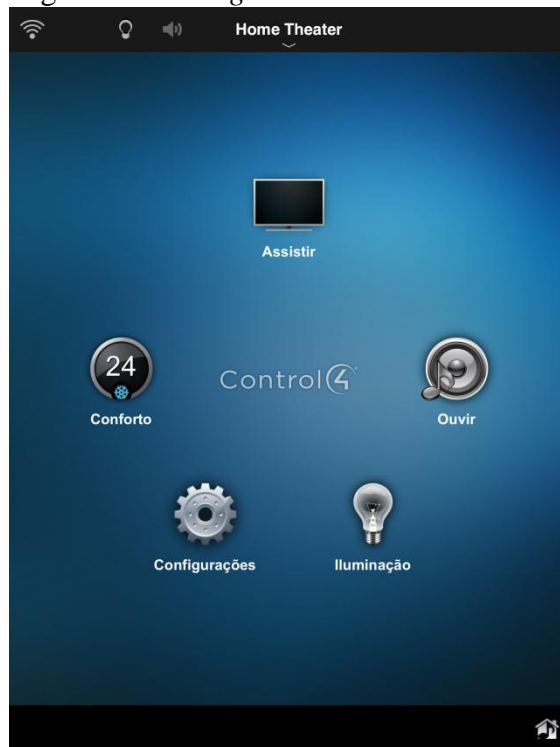 Home Theater
Assistir
24
Conforto
Control4
Ouvir
Configurações
Iluminação